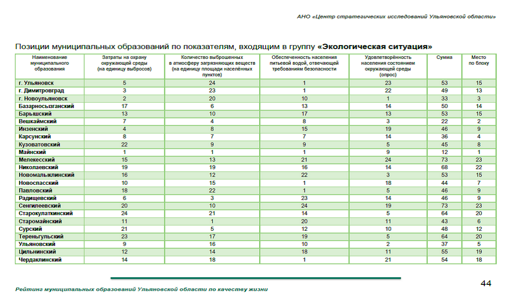 АНО «Центр стратегических исследований Ульяновской области»
Позиции муниципальных образований по показателям, входящим в группу «Экологическая ситуация»
Наименование муниципального образования | Затраты на охрану окружающей среды (на единицу выбросов) | Количество выброшенных в атмосферу загрязняющих веществ (на единицу площади населённых пунктов) | Обеспеченность населения питьевой водой, отвечающей требованиям безопасности | Удовлетворённость населения состоянием окружающей среды (опрос) | Сумма | Место по блоку
г. Ульяновск 5 24 1 23 53 15
г. Димитровград 3 23 1 22 49 13
г. Новоульяновск 2 20 10 1 33 3
Базарносызганский 17 6 13 14 50 14
Барышский 13 10 17 13 53 15
Вешкаймский 7 4 8 3 22 2
Инзенский 4 8 15 19 46 9
Карсунский 8 7 7 14 36 4
Кузоватовский 22 9 9 5 45 8
Майнский 1 1 1 9 12 1
Мелекесский 15 13 21 24 73 23
Николаевский 19 19 16 14 68 22
Новомалыклинский 16 12 22 3 53 15
Новоспасский 10 15 1 18 44 7
Павловский 18 22 1 5 46 9
Радищевский 6 3 23 14 46 9
Сенгилеевский 20 10 24 19 73 23
Старокулаткинский 24 21 14 5 64 20
Старомайнский 11 1 20 11 43 6
Сурский 21 5 12 10 48 12
Тереньгульский 23 17 19 5 64 20
Ульяновский 9 16 10 2 37 5
Цильнинский 12 14 18 11 55 19
Чердаклинский 14 18 1 21 54 18
44
Рейтинг муниципальных образований Ульяновской области по качеству жизни